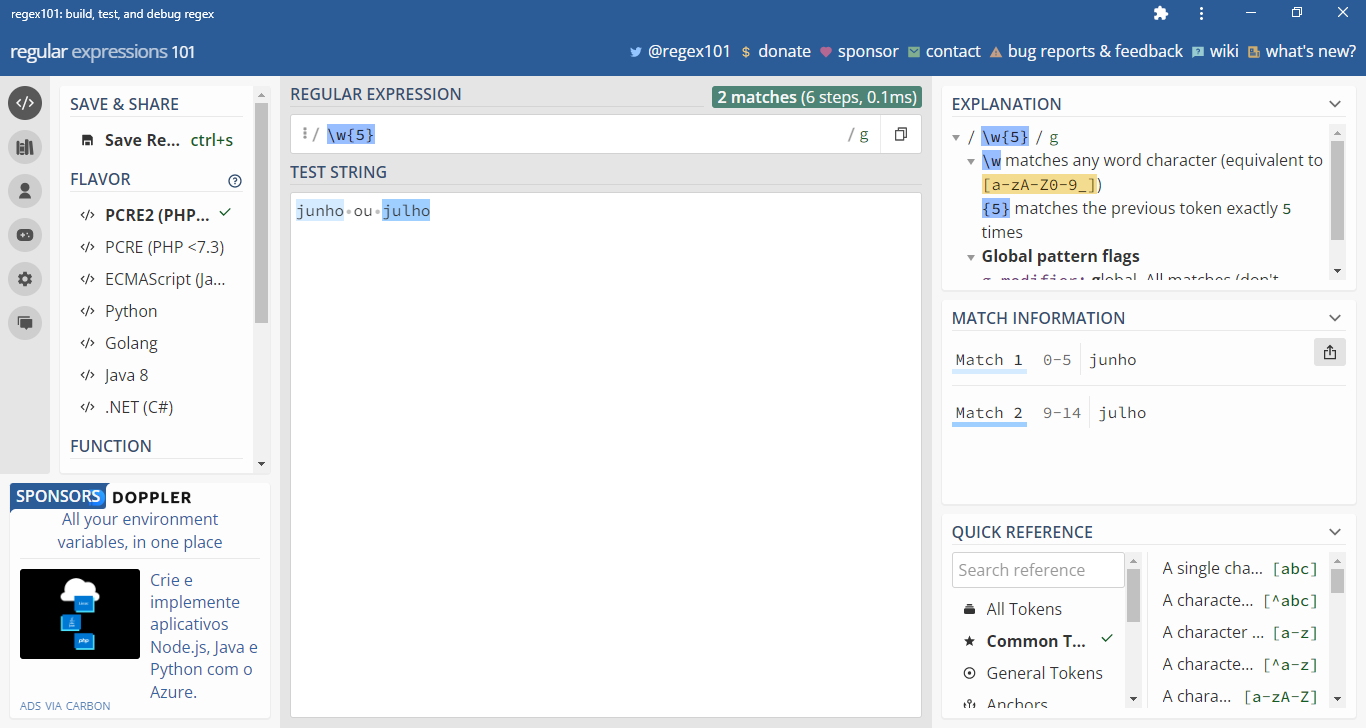 regex101: build, test, and debug regex
regular expressions 101
@regex101 $ donate sponsor contact bug reports & feedback wiki what's new?
SAVE & SHARE
Save Re... ctrl+s
FLAVOR
</> PCRE2 (PHP...
</> PCRE (PHP <7.3)
</> ECMAScript (Ja...
</> Python
</> Golang
</> Java 8
</> .NET (C#)
FUNCTION
SPONSORS DOPPLER
All your environment
variables, in one place
Crie e
implemente
aplicativos
Node.js, Java e
Python com o
Azure.
php
ADS VIA CARBON
REGULAR EXPRESSION
2 matches (6 steps, 0.1ms)
/ \w{5} / g
TEST STRING
junho·ou·julho
EXPLANATION
/ \w{5} / g
\w matches any word character (equivalent to
[a-zA-Z0-9_])
{5} matches the previous token exactly 5
times
Global pattern flags
g modifier: global. All matches (don't
MATCH INFORMATION
Match 1 0-5 junho
Match 2 9-14 julho
QUICK REFERENCE
Search reference
All Tokens
Common T...
General Tokens
Anchors
A single cha... [abc]
A characte... [^abc]
A character ... [a-z]
A characte... [^a-z]
A chara... [a-zA-Z]